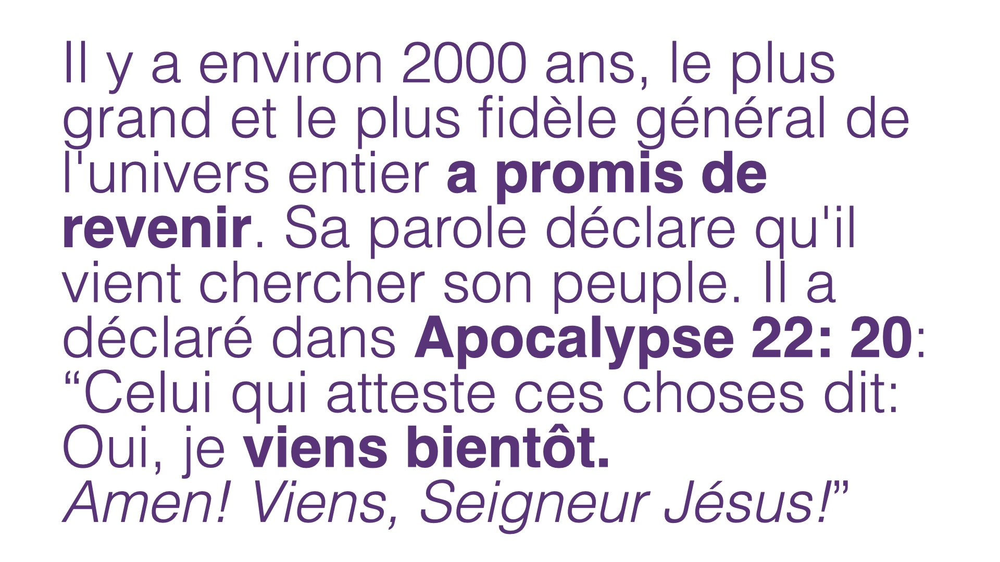 Il y a environ 2000 ans, le plus
grand et le plus fidèle général de
l'univers entier a promis de
revenir. Sa parole déclare qu'il
vient chercher son peuple. Il a
déclaré dans Apocalypse 22: 20:
“Celui qui atteste ces choses dit:
Oui, je viens bientôt.
Amen! Viens, Seigneur Jésus!”